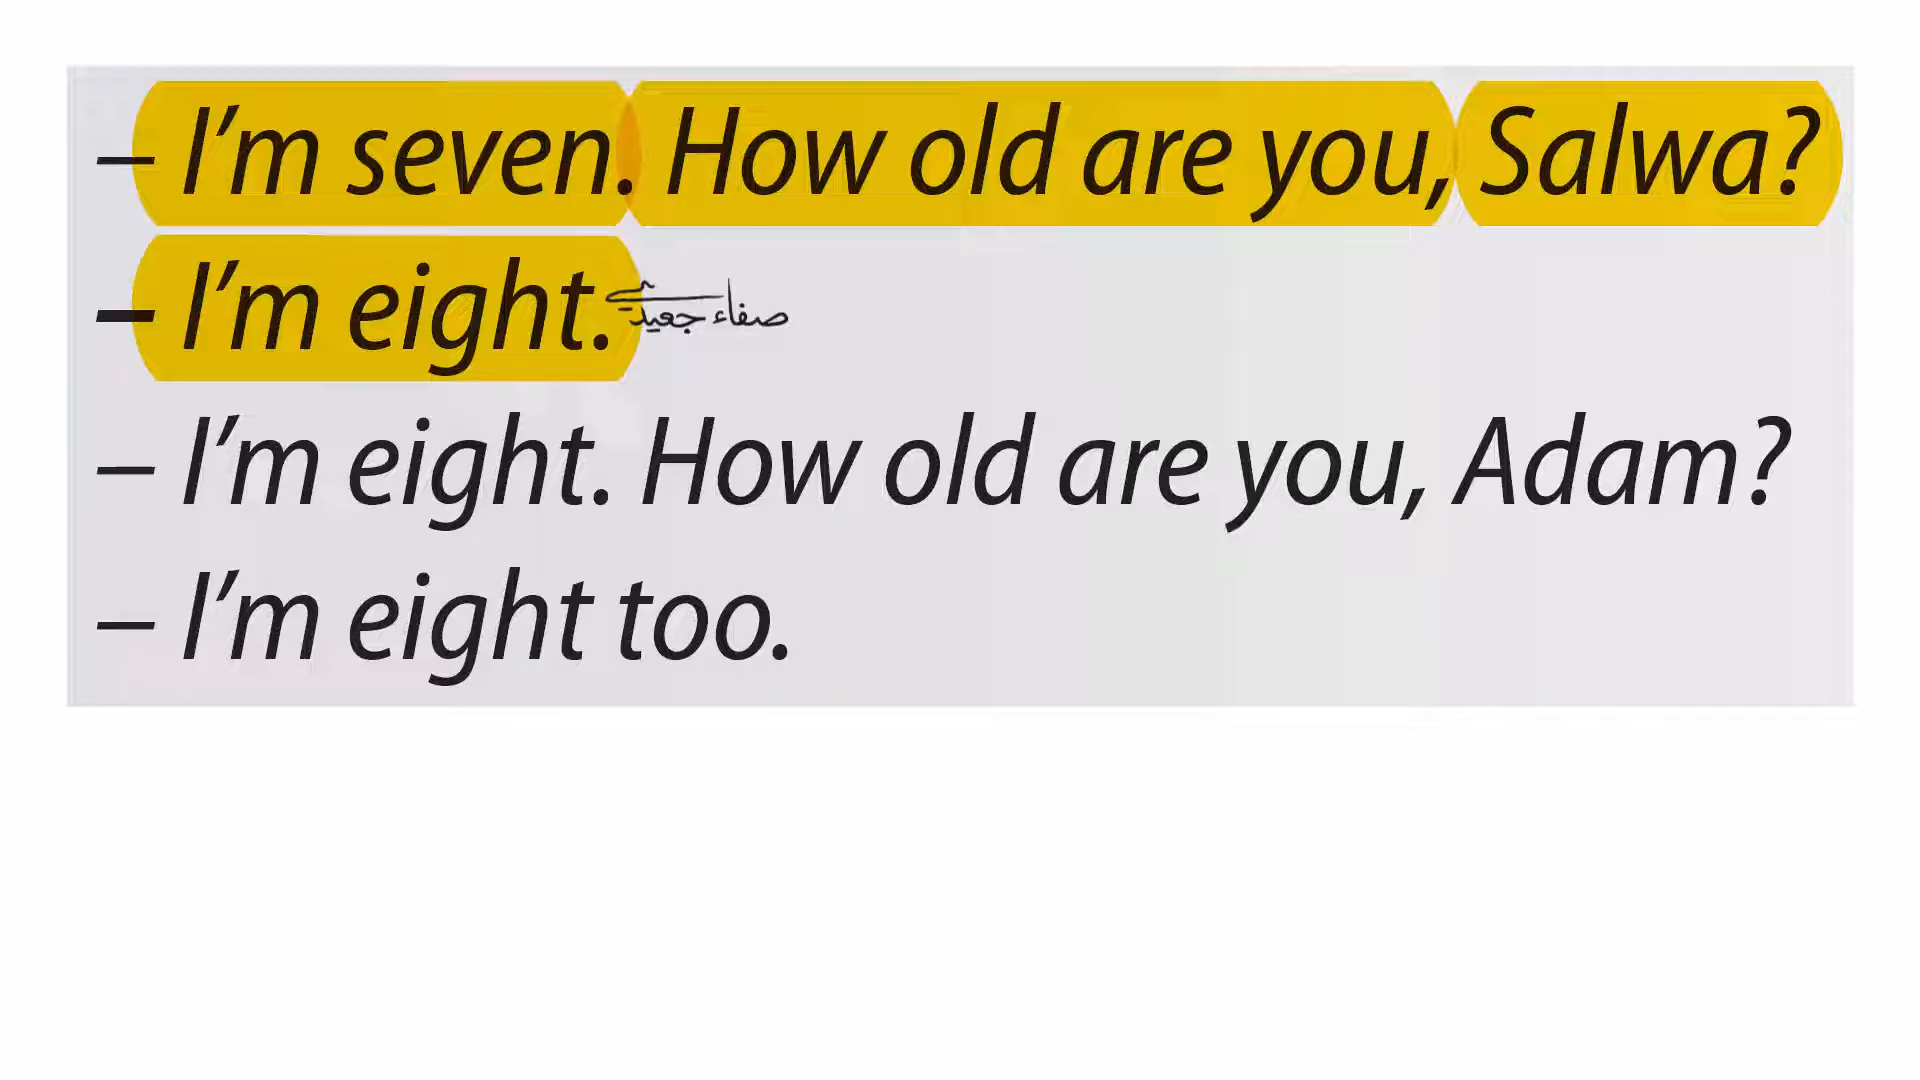 – I’m seven. How old are you, Salwa?
– I’m eight.
صفاء جعيد
– I’m eight. How old are you, Adam?
– I’m eight too.